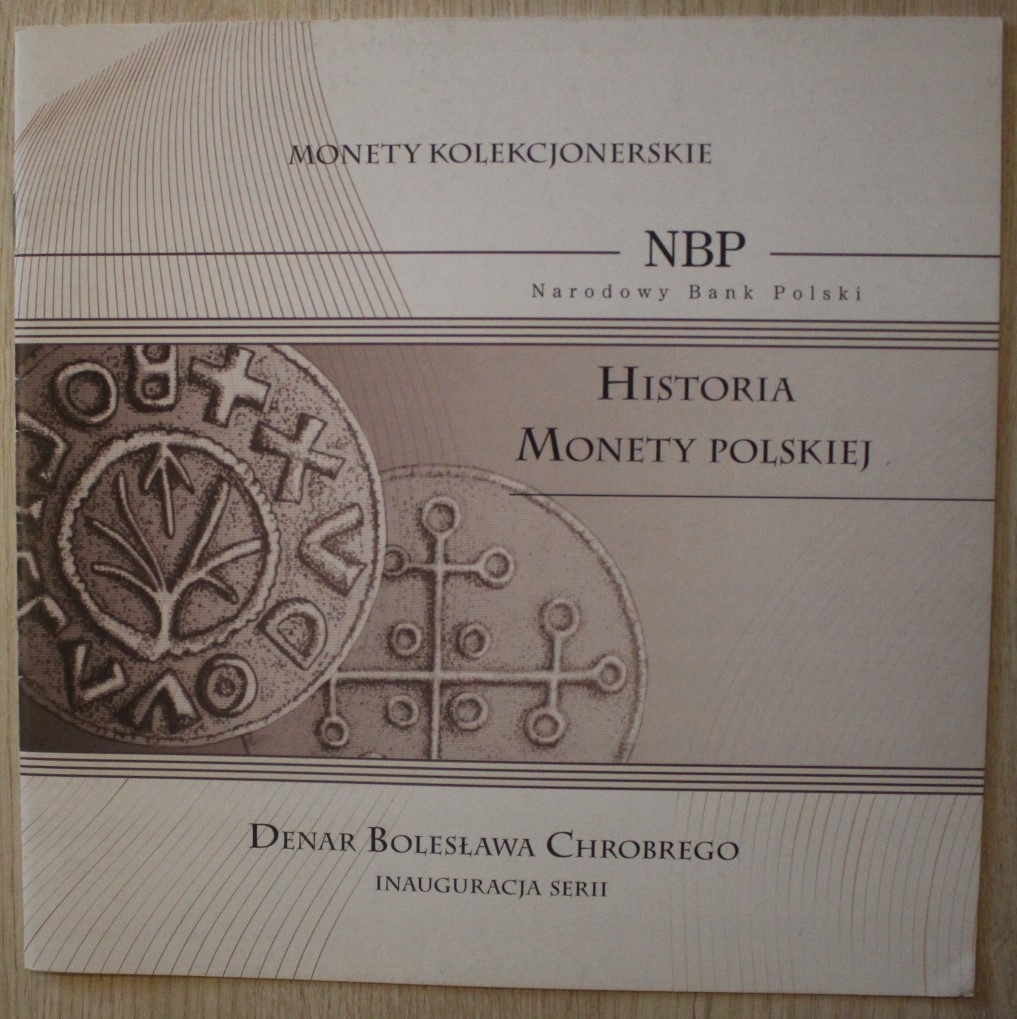 MONETY KOLEKCJONERSKIE
NBP
Narodowy Bank Polski
HISTORIA
MONETY POLSKIEJ
DENAR BOLESŁAWA CHROBREGO
INAUGURACJA SERII